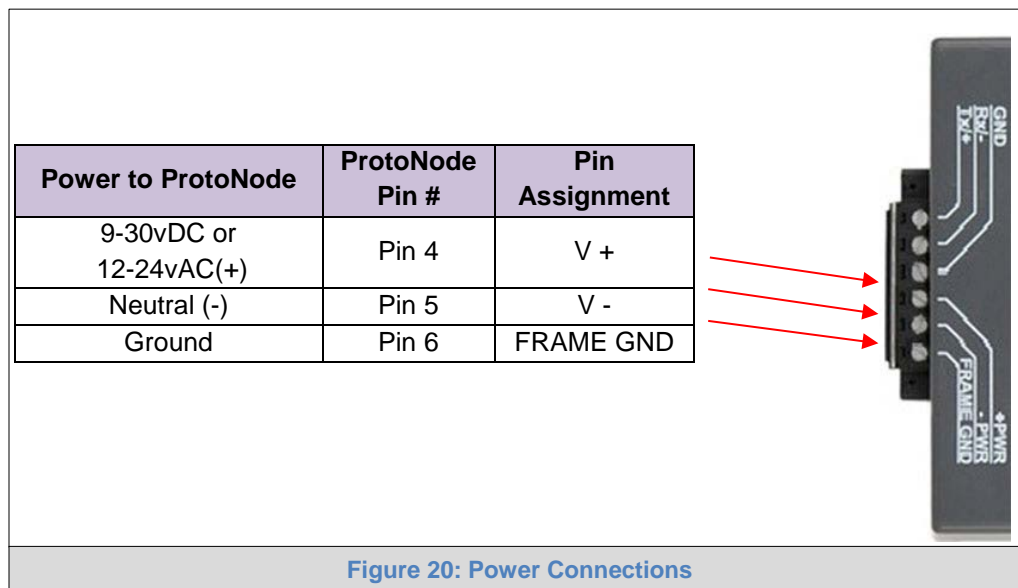 Power to ProtoNode
ProtoNode Pin #
Pin Assignment
9-30vDC or
12-24vAC(+)
Pin 4
V +
Neutral (-)
Pin 5
V -
Ground
Pin 6
FRAME GND
Tx/+
Rx/-
GND
FRAME GND
- PWR
+PWR
Figure 20: Power Connections